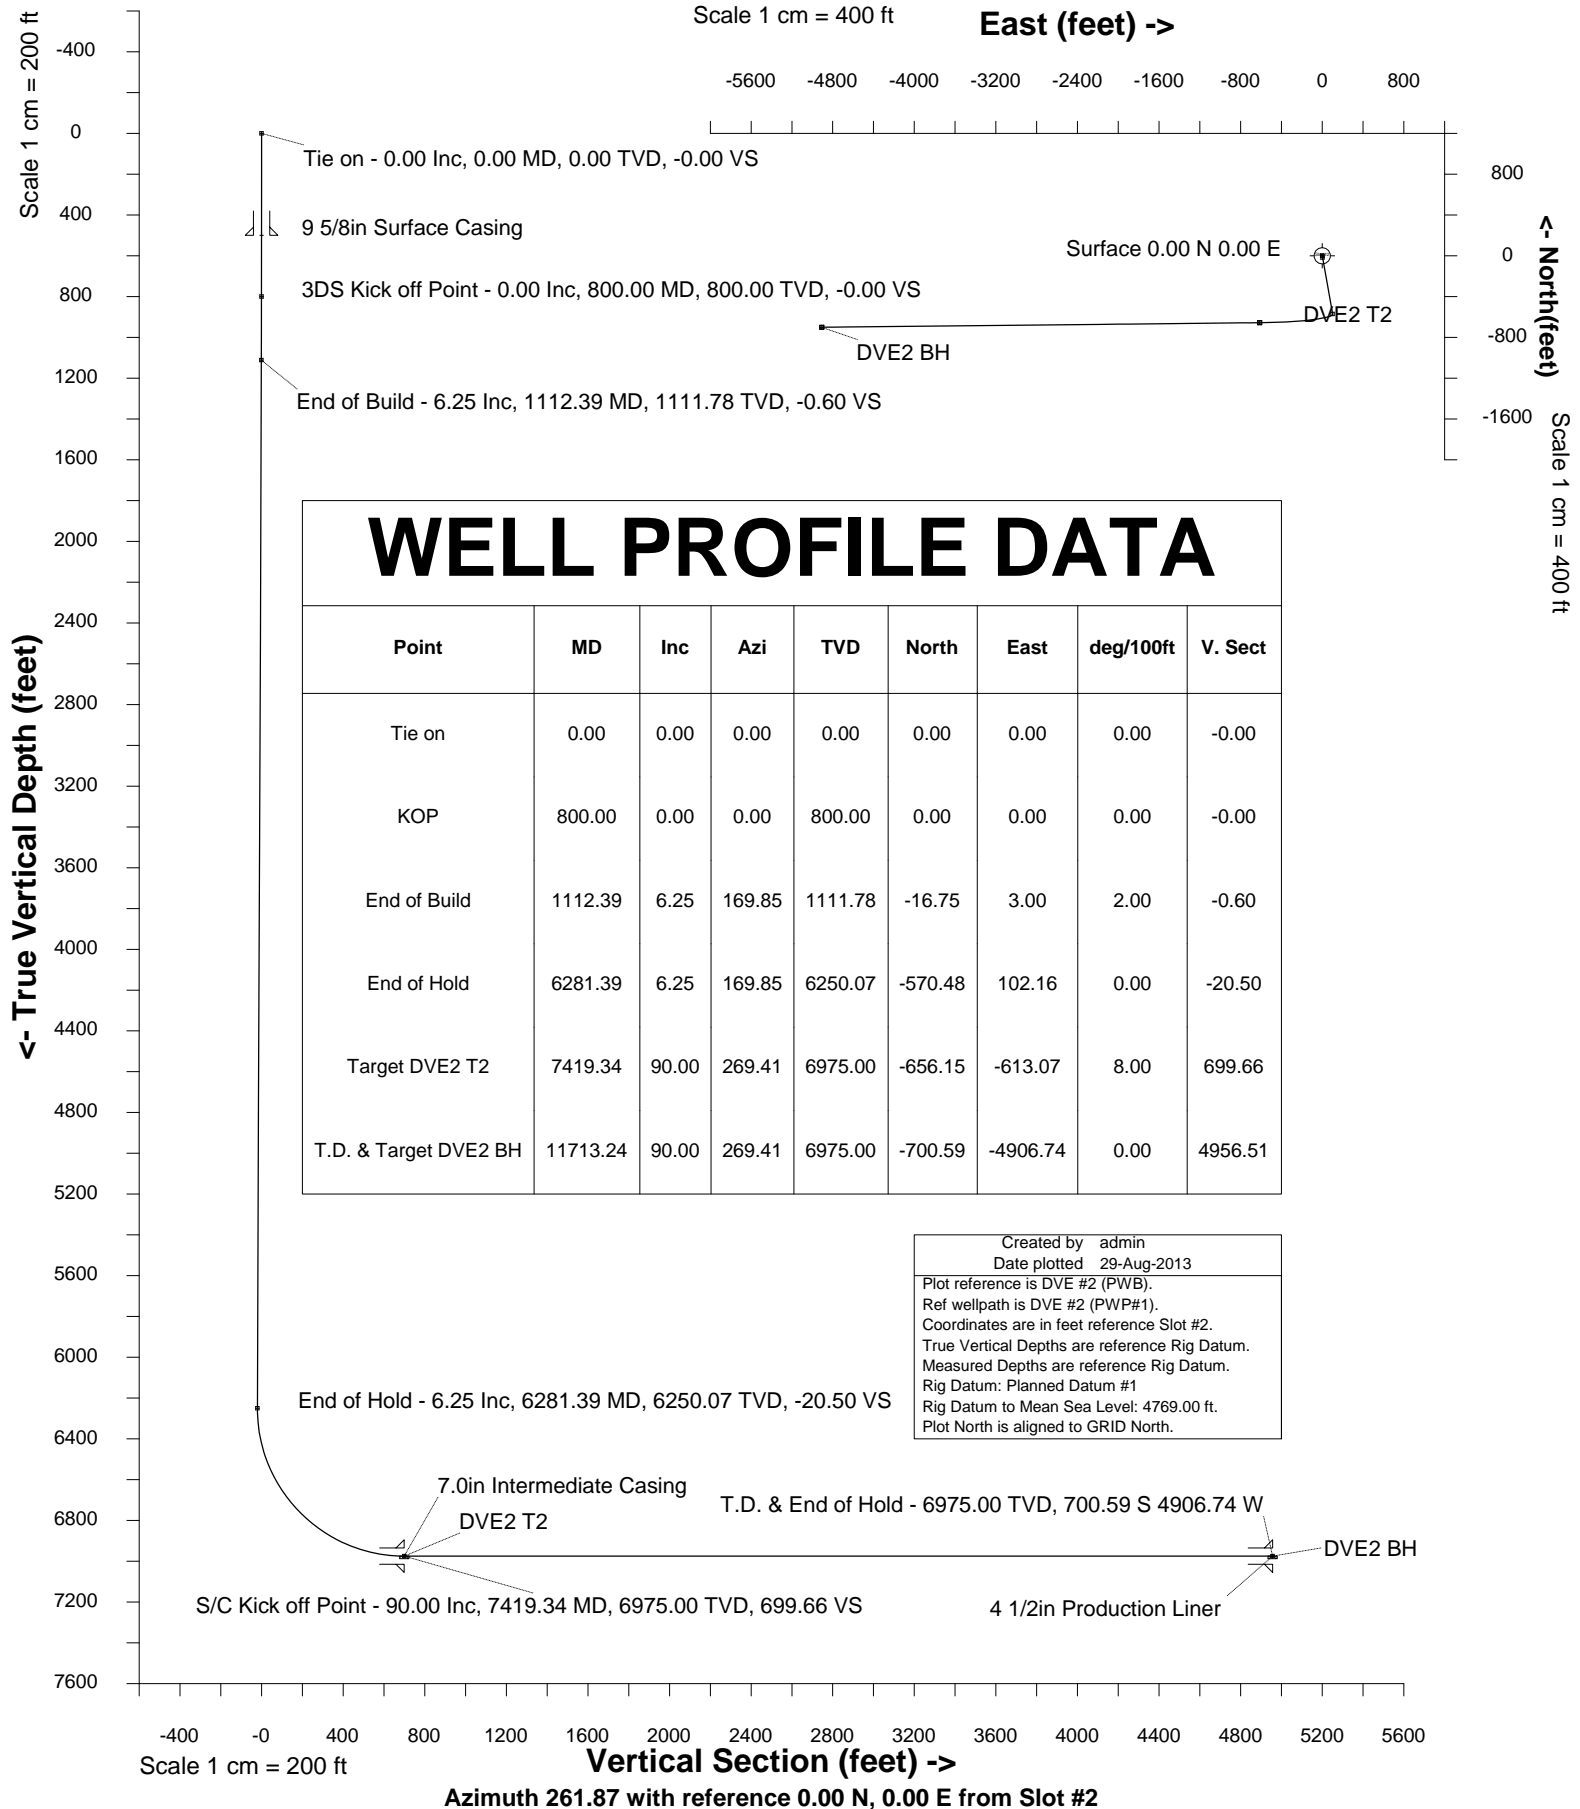 Scale 1 cm = 400 ft
East (feet) ->
-5600 -4800 -4000 -3200 -2400 -1600 -800 0 800
Scale 1 cm = 200 ft
-400
0
400
800
1200
1600
2000
2400
2800
3200
3600
4000
4400
4800
5200
5600
6000
6400
6800
7200
7600
<- True Vertical Depth (feet)
Tie on - 0.00 Inc, 0.00 MD, 0.00 TVD, -0.00 VS
9 5/8in Surface Casing
3DS Kick off Point - 0.00 Inc, 800.00 MD, 800.00 TVD, -0.00 VS
End of Build - 6.25 Inc, 1112.39 MD, 1111.78 TVD, -0.60 VS
Surface 0.00 N 0.00 E
DVE2 T2
DVE2 BH
800
0
-800
-1600
<- North(feet)
Scale 1 cm = 400 ft
WELL PROFILE DATA
Point MD Inc Azi TVD North East deg/100ft V. Sect
Tie on 0.00 0.00 0.00 0.00 0.00 0.00 0.00 -0.00
KOP 800.00 0.00 0.00 800.00 0.00 0.00 0.00 -0.00
End of Build 1112.39 6.25 169.85 1111.78 -16.75 3.00 2.00 -0.60
End of Hold 6281.39 6.25 169.85 6250.07 -570.48 102.16 0.00 -20.50
Target DVE2 T2 7419.34 90.00 269.41 6975.00 -656.15 -613.07 8.00 699.66
T.D. & Target DVE2 BH 11713.24 90.00 269.41 6975.00 -700.59 -4906.74 0.00 4956.51
Created by admin
Date plotted 29-Aug-2013
Plot reference is DVE #2 (PWB).
Ref wellpath is DVE #2 (PWP#1).
Coordinates are in feet reference Slot #2.
True Vertical Depths are reference Rig Datum.
Measured Depths are reference Rig Datum.
Rig Datum: Planned Datum #1
Rig Datum to Mean Sea Level: 4769.00 ft.
Plot North is aligned to GRID North.
End of Hold - 6.25 Inc, 6281.39 MD, 6250.07 TVD, -20.50 VS
7.0in Intermediate Casing
DVE2 T2
T.D. & End of Hold - 6975.00 TVD, 700.59 S 4906.74 W
DVE2 BH
S/C Kick off Point - 90.00 Inc, 7419.34 MD, 6975.00 TVD, 699.66 VS
4 1/2in Production Liner
-400 -0 400 800 1200 1600 2000 2400 2800 3200 3600 4000 4400 4800 5200 5600
Scale 1 cm = 200 ft
Vertical Section (feet) ->
Azimuth 261.87 with reference 0.00 N, 0.00 E from Slot #2